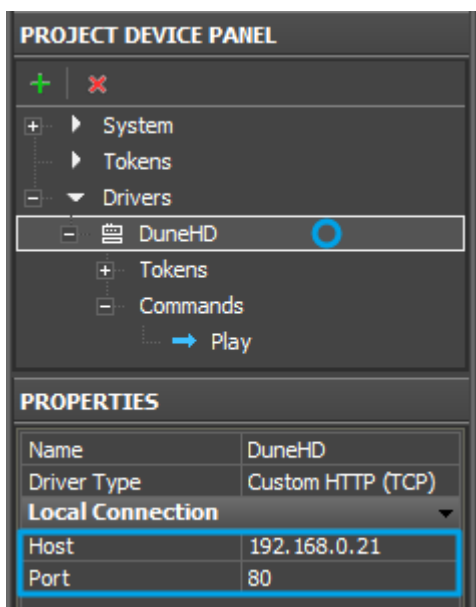 PROJECT DEVICE PANEL
System
Tokens
Drivers
DuneHD
Tokens
Commands
Play
PROPERTIES
Name DuneHD
Driver Type Custom HTTP (TCP)
Local Connection
Host 192.168.0.21
Port 80